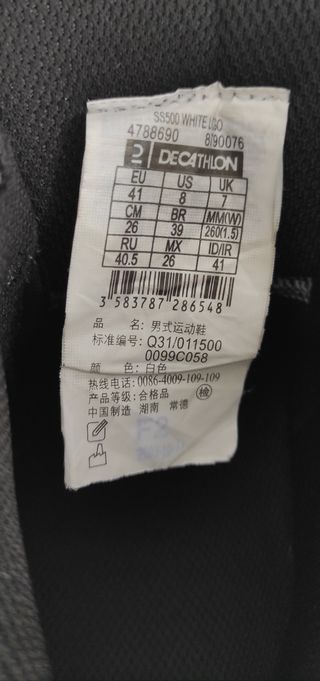 SS500 WHITE
4788690 8|90076
DECATHLON
EU US UK
41 8 7
CM BR MM(W)
26 39 260(1.5)
RU MX ID/IR
40.5 26 41
3 583787 286548
品 名: 男式运动鞋
标准编号: Q31/011500
0099C058
颜 色: 白色
热线电话:0086-4009-109-109
产品等级: 合格品 检
中国制造 湖南 常德